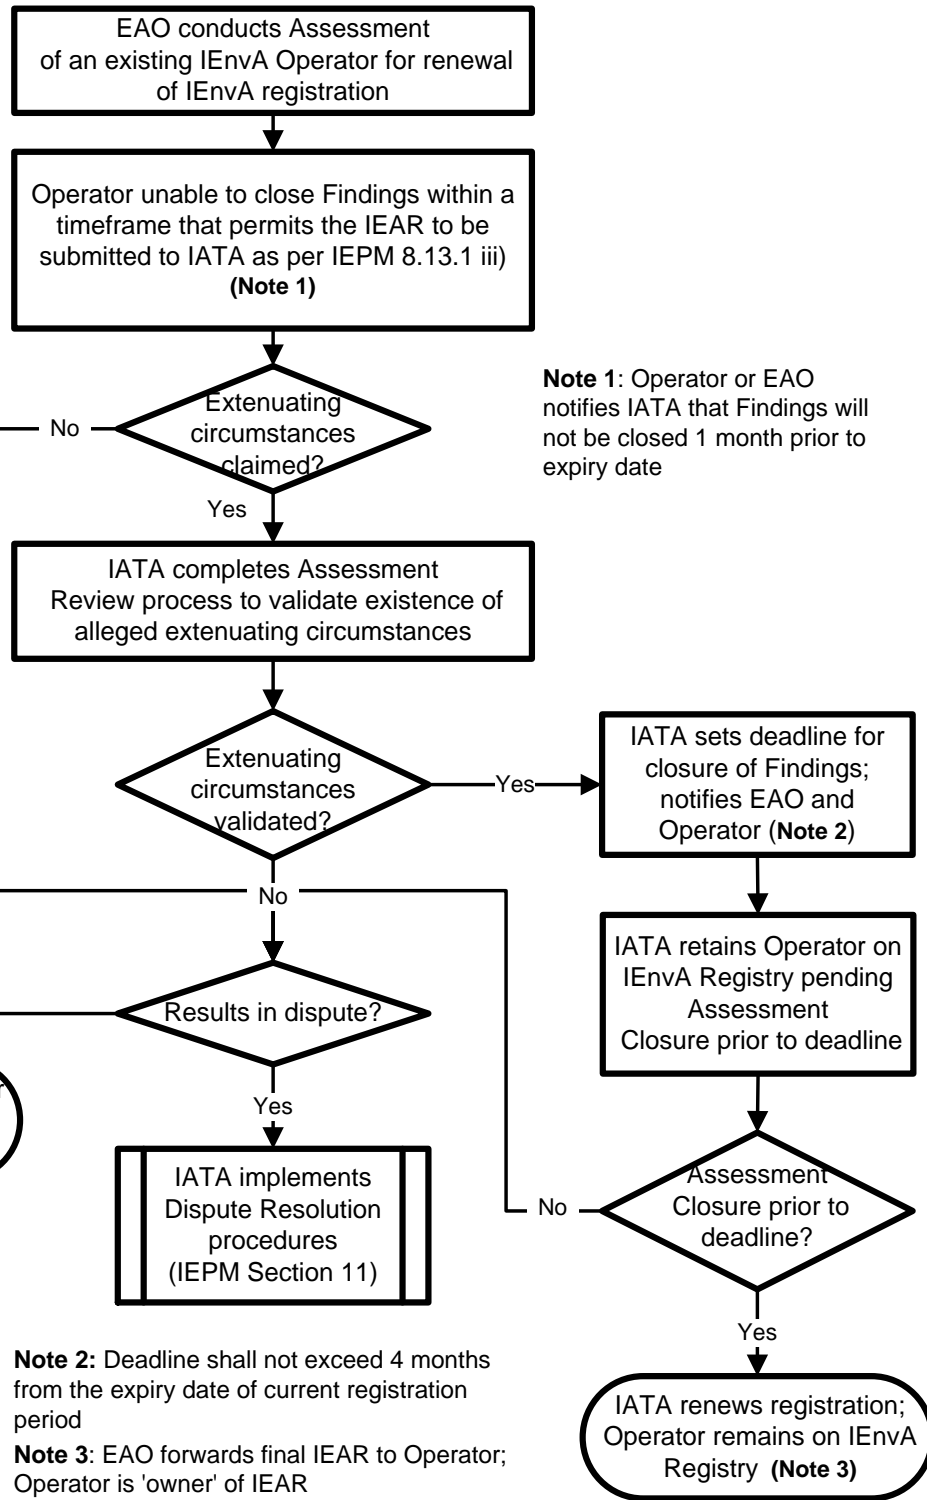 EAO conducts Assessment
of an existing IEnvA Operator for renewal
of IEnvA registration
Operator unable to close Findings within a
timeframe that permits the IEAR to be
submitted to IATA as per IEPM 8.13.1 iii)
(Note 1)
Extenuating
circumstances
claimed?
No
Yes
Note 1: Operator or EAO
notifies IATA that Findings will
not be closed 1 month prior to
expiry date
IATA completes Assessment
Review process to validate existence of
alleged extenuating circumstances
Extenuating
circumstances
validated?
Yes
No
IATA sets deadline for
closure of Findings;
notifies EAO and
Operator (Note 2)
IATA retains Operator on
IEnvA Registry pending
Assessment
Closure prior to deadline
Results in dispute?
Yes
IATA implements
Dispute Resolution
procedures
(IEPM Section 11)
Assessment
Closure prior to
deadline?
No
Yes
IATA renews registration;
Operator remains on IEnvA
Registry (Note 3)
Note 2: Deadline shall not exceed 4 months
from the expiry date of current registration
period
Note 3: EAO forwards final IEAR to Operator;
Operator is 'owner' of IEAR